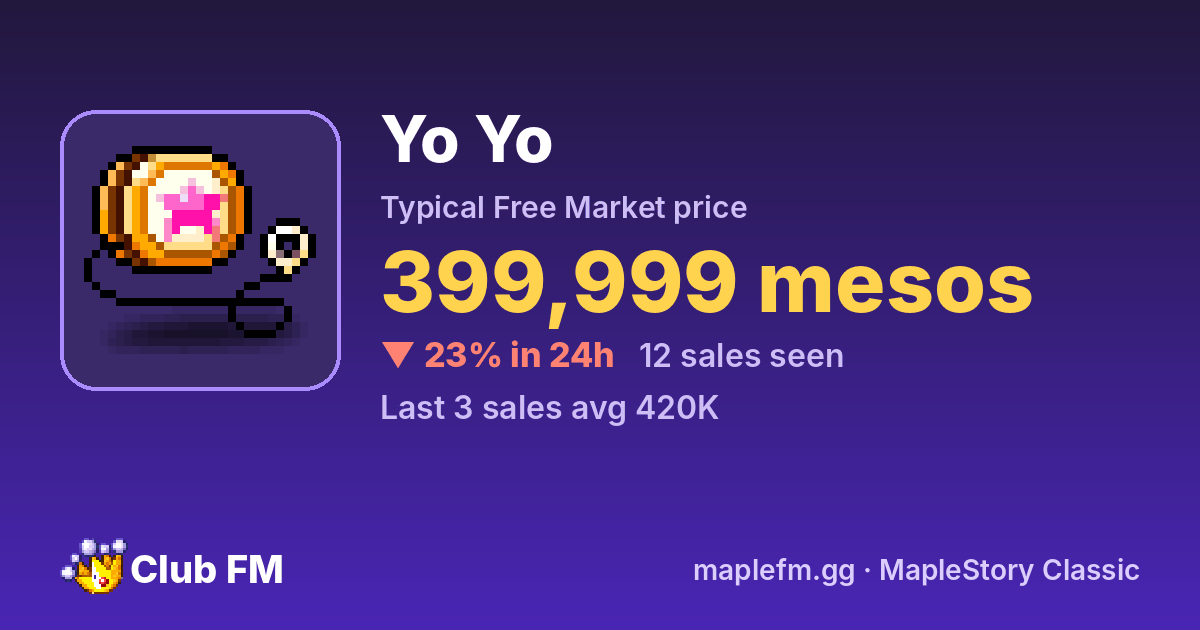 Yo Yo
Typical Free Market price
399,999 mesos
▼ 23% in 24h 12 sales seen
Last 3 sales avg 420K
Club FM
maplefm.gg · MapleStory Classic